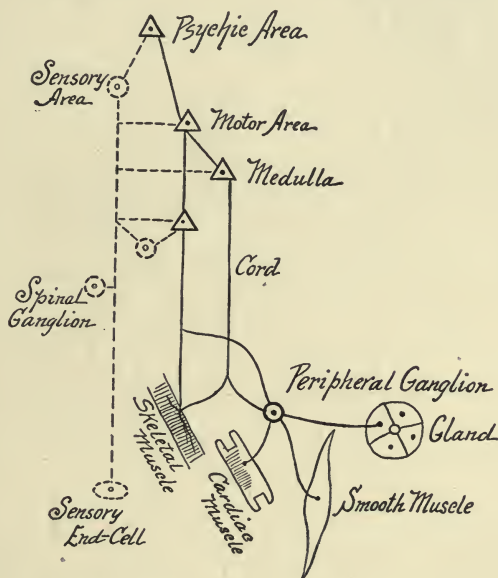 Psychic Area
Sensory
Area
Motor Area
Medulla
Cord
Spinal
Ganglion
Peripheral Ganglion
Gland
Skeletal
Muscle
Cardiac
Muscle
Smooth Muscle
Sensory
End-Cell